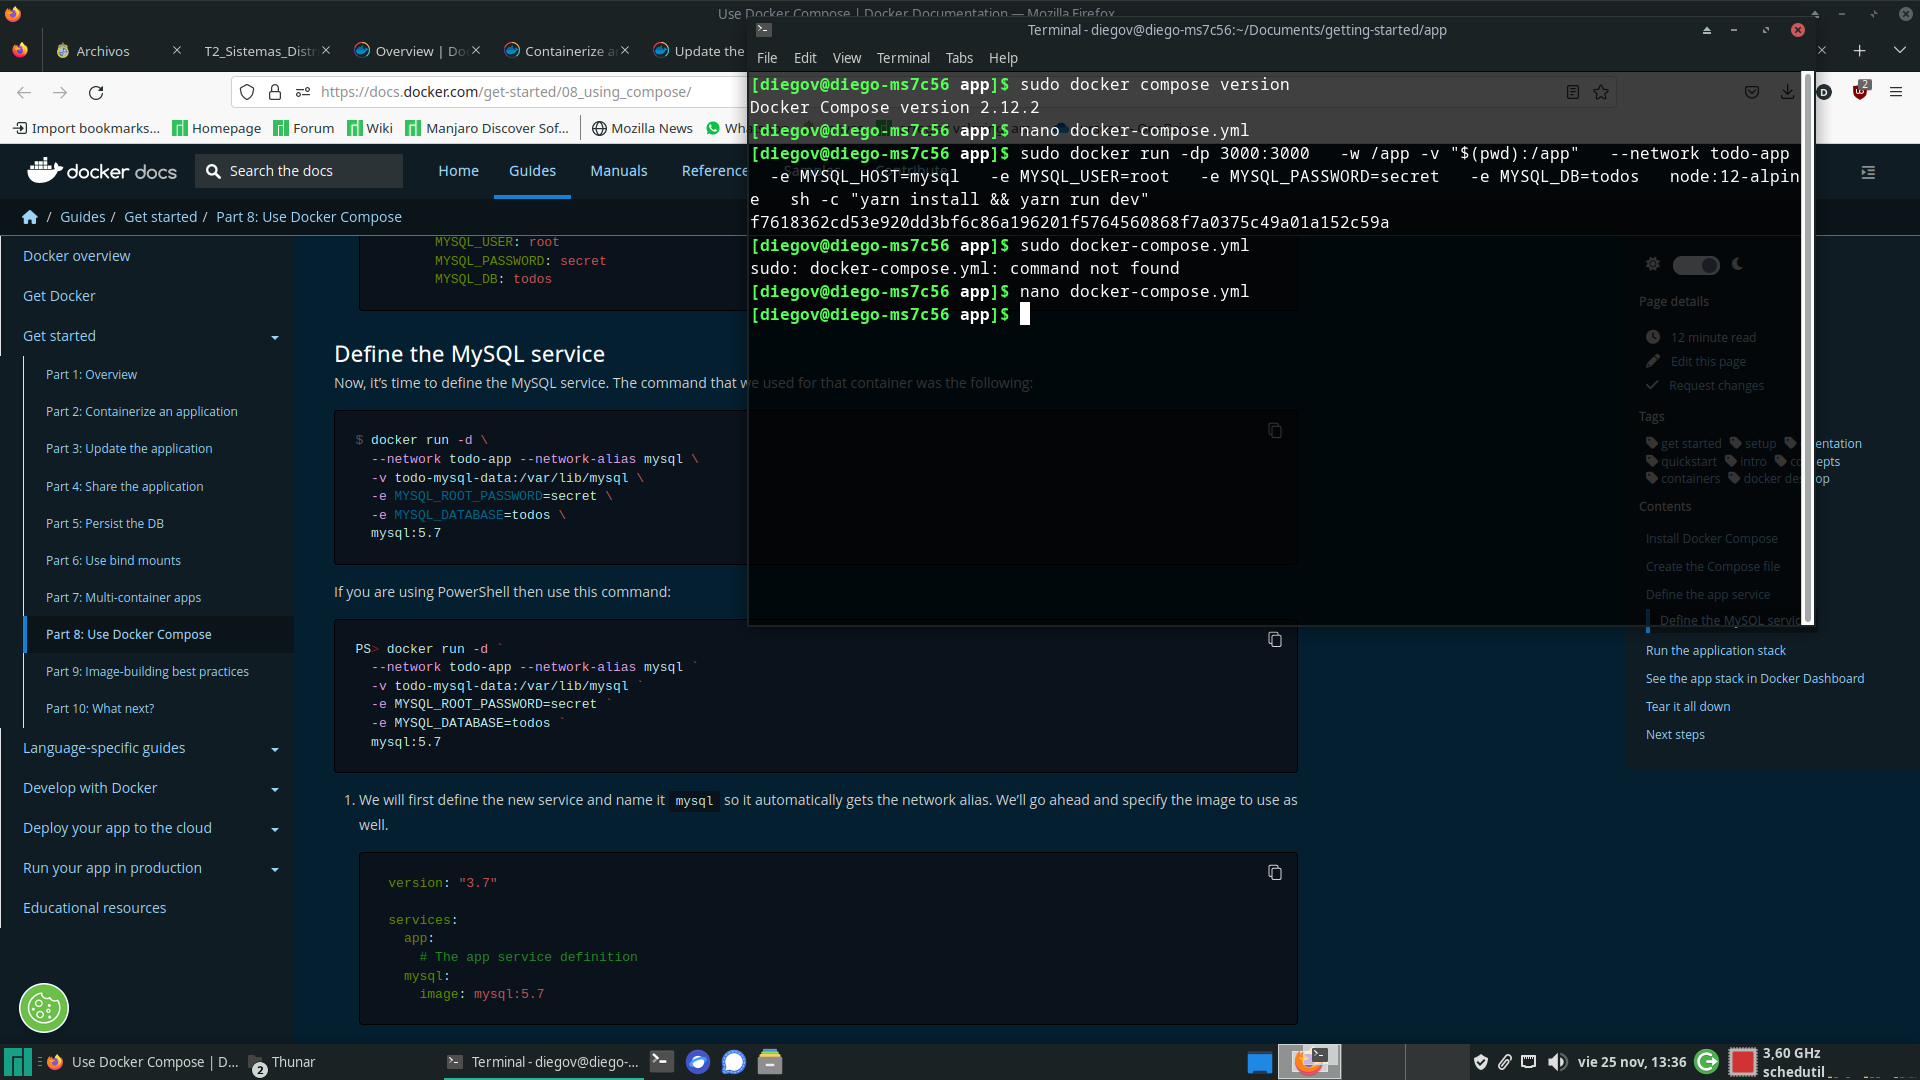 Use Docker Compose | Docker Documentation — Mozilla Firefox
Archivos
T2_Sistemas_Distr
Overview | Do
Containerize a
Update the
https://docs.docker.com/get-started/08_using_compose/
Import bookmarks...
Homepage
Forum
Wiki
Manjaro Discover Sof...
Mozilla News
docker docs
Search the docs
Home
Guides
Manuals
Reference
/ Guides / Get started / Part 8: Use Docker Compose
Docker overview
Get Docker
Get started
Part 1: Overview
Part 2: Containerize an application
Part 3: Update the application
Part 4: Share the application
Part 5: Persist the DB
Part 6: Use bind mounts
Part 7: Multi-container apps
Part 8: Use Docker Compose
Part 9: Image-building best practices
Part 10: What next?
Language-specific guides
Develop with Docker
Deploy your app to the cloud
Run your app in production
Educational resources
MYSQL_USER: root
MYSQL_PASSWORD: secret
MYSQL_DB: todos
Define the MySQL service
Now, it's time to define the MySQL service. The command that we used for that container was the following:
$ docker run -d \
--network todo-app --network-alias mysql \
-v todo-mysql-data:/var/lib/mysql \
-e MYSQL_ROOT_PASSWORD=secret \
-e MYSQL_DATABASE=todos \
mysql:5.7
If you are using PowerShell then use this command:
PS> docker run -d `
--network todo-app --network-alias mysql `
-v todo-mysql-data:/var/lib/mysql `
-e MYSQL_ROOT_PASSWORD=secret `
-e MYSQL_DATABASE=todos `
mysql:5.7
1. We will first define the new service and name it mysql so it automatically gets the network alias. We'll go ahead and specify the image to use as
well.
version: "3.7"
services:
app:
# The app service definition
mysql:
image: mysql:5.7
Terminal - diegov@diego-ms7c56:~/Documents/getting-started/app
File Edit View Terminal Tabs Help
[diegov@diego-ms7c56 app]$ sudo docker compose version
Docker Compose version 2.12.2
[diegov@diego-ms7c56 app]$ nano docker-compose.yml
[diegov@diego-ms7c56 app]$ sudo docker run -dp 3000:3000   -w /app -v "$(pwd):/app"   --network todo-app
-e MYSQL_HOST=mysql   -e MYSQL_USER=root   -e MYSQL_PASSWORD=secret   -e MYSQL_DB=todos   node:12-alpin
e   sh -c "yarn install && yarn run dev"
f7618362cd53e920dd3bf6c86a196201f5764560868f7a0375c49a01a152c59a
[diegov@diego-ms7c56 app]$ sudo docker-compose.yml
sudo: docker-compose.yml: command not found
[diegov@diego-ms7c56 app]$ nano docker-compose.yml
[diegov@diego-ms7c56 app]$
D
2
Page details
12 minute read
Edit this page
Request changes
Tags
get started setup
quickstart intro
containers
Contents
Install Docker Compose
Create the Compose file
Define the app service
Define the MySQL servic
Run the application stack
See the app stack in Docker Dashboard
Tear it all down
Next steps
Use Docker Compose | D...
2
Thunar
Terminal - diegov@diego-...
vie 25 nov, 13:36
3,60 GHz
schedutil